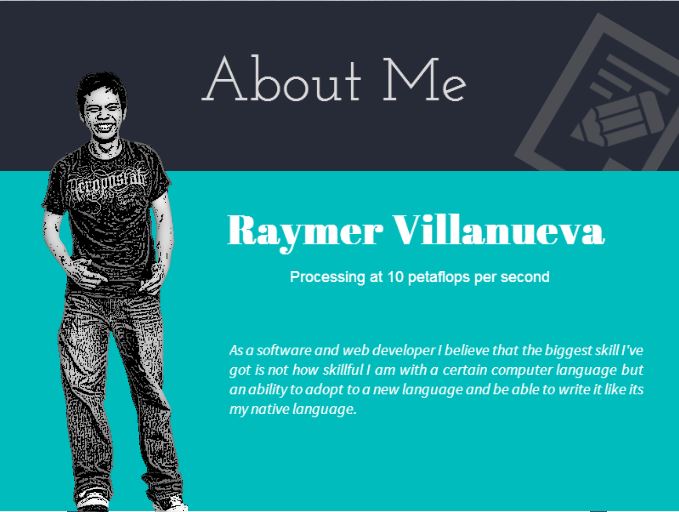 About Me
Aeropostale
Raymer Villanueva
Processing at 10 petaflops per second
As a software and web developer I believe that the biggest skill I've
got is not how skillful I am with a certain computer language but
an ability to adopt to a new language and be able to write it like its
my native language.